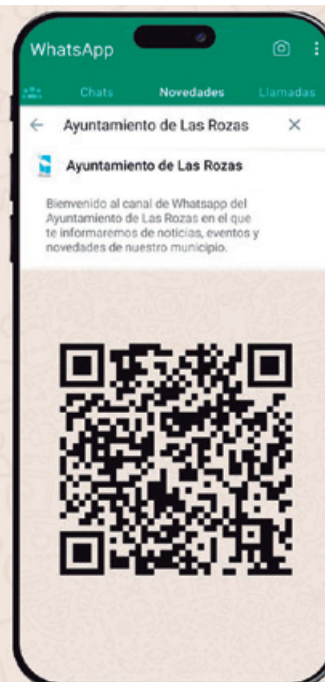 WhatsApp
Chats Novedades Llamadas
Ayuntamiento de Las Rozas
Ayuntamiento de Las Rozas
Bienvenido al canal de Whatsapp del
Ayuntamiento de Las Rozas en el que
te informaremos de noticias, eventos y
novedades de nuestro municipio.